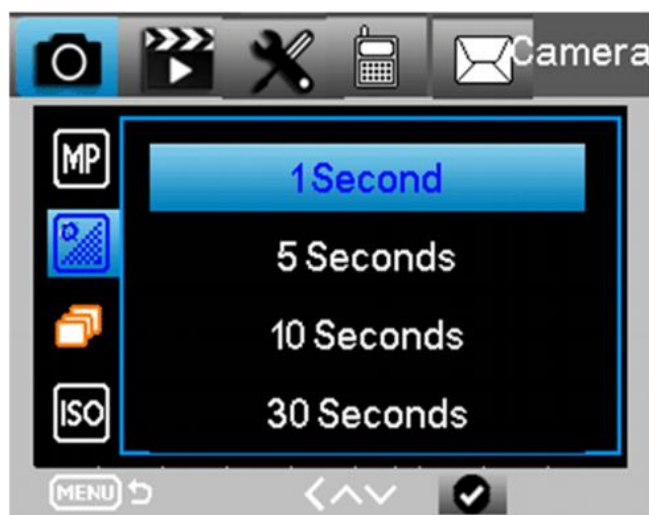 Camera
MP
1 Second
Q
5 Seconds
10 Seconds
ISO
30 Seconds
MENU